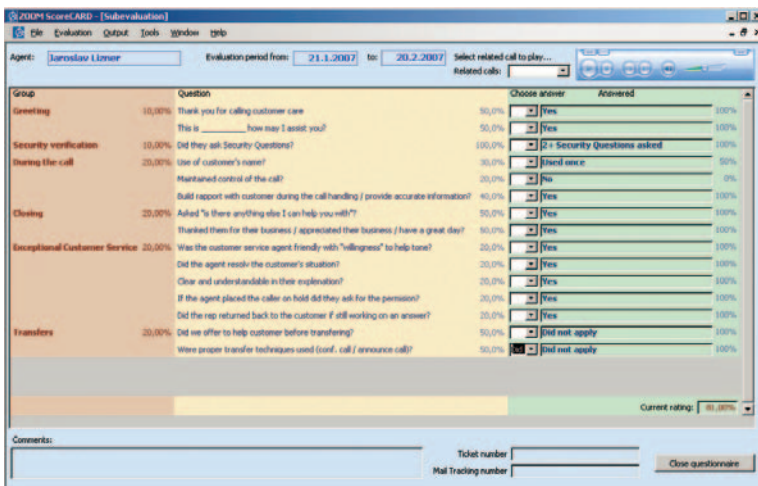 ZOOM ScoreCARD - [Subevaluation]
File Evaluation Output Tools Window Help
Agent: Jaroslav Lizner Evaluation period from: 21.1.2007 to: 20.2.2007 Select related call to play...
Related calls:
Group Question Choose answer Answered
Greeting 10,00% Thank you for calling customer care 50,0% Yes 100%
This is __________ how may I assist you? 50,0% Yes 100%
Security verification 10,00% Did they ask Security Questions? 100,0% 2+ Security Questions asked 100%
During the call 20,00% Use of customer's name? 30,0% Used once 50%
Maintained control of the call? 20,0% No 0%
Build rapport with customer during the call handling / provide accurate information? 40,0% Yes 100%
Closing 20,00% Asked "is there anything else I can help you with"? 50,0% Yes 100%
Thanked them for their business / appreciated their business / have a great day? 50,0% Yes 100%
Exceptional Customer Service 20,00% Was the customer service agent friendly with "willingness" to help tone? 20,0% Yes 100%
Did the agent resolv the customer's situation? 20,0% Yes 100%
Clear and understandable in their explenation? 20,0% Yes 100%
If the agent placed the caller on hold did they ask for the permision? 20,0% Yes 100%
Did the rep returned back to the customer if still working on an answer? 20,0% Yes 100%
Transfers 20,00% Did we offer to help customer before transfering? 50,0% Did not apply 100%
Were proper transfer techniques used (conf. call / announce call)? 50,0% Did not apply 100%
Current rating:
Comments:
Ticket number
Mail Tracking number
Close questionnaire